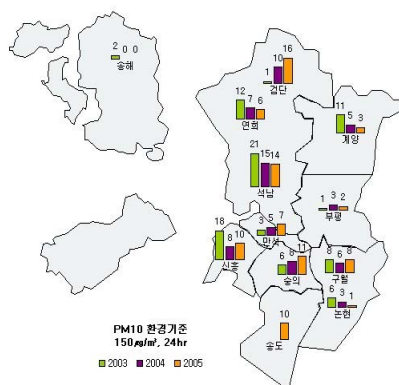 2 0 0
송해
1 10 16
검단
12 7 6
연희
11 5 3
계양
21 15 14
석남
1 3 2
부평
3 5 7
만석
18 8 10
신흥
6 8 11
숭의
8 6 8
구월
6 3 1
논현
10
송도
PM10 환경기준
150㎍/㎥, 24hr
2003 2004 2005